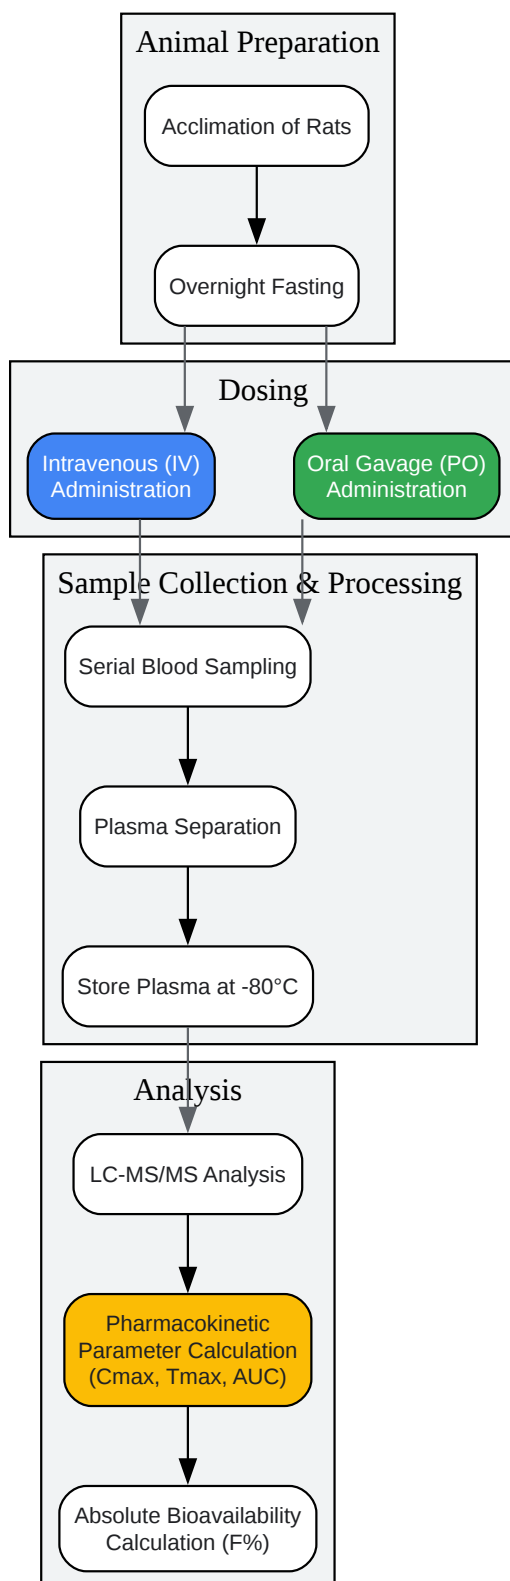 Animal Preparation
Acclimation of Rats
Overnight Fasting
Dosing
Intravenous (IV)
Administration
Oral Gavage (PO)
Administration
Sample Collection & Processing
Serial Blood Sampling
Plasma Separation
Store Plasma at -80°C
Analysis
LC-MS/MS Analysis
Pharmacokinetic
Parameter Calculation
(Cmax, Tmax, AUC)
Absolute Bioavailability
Calculation (F%)